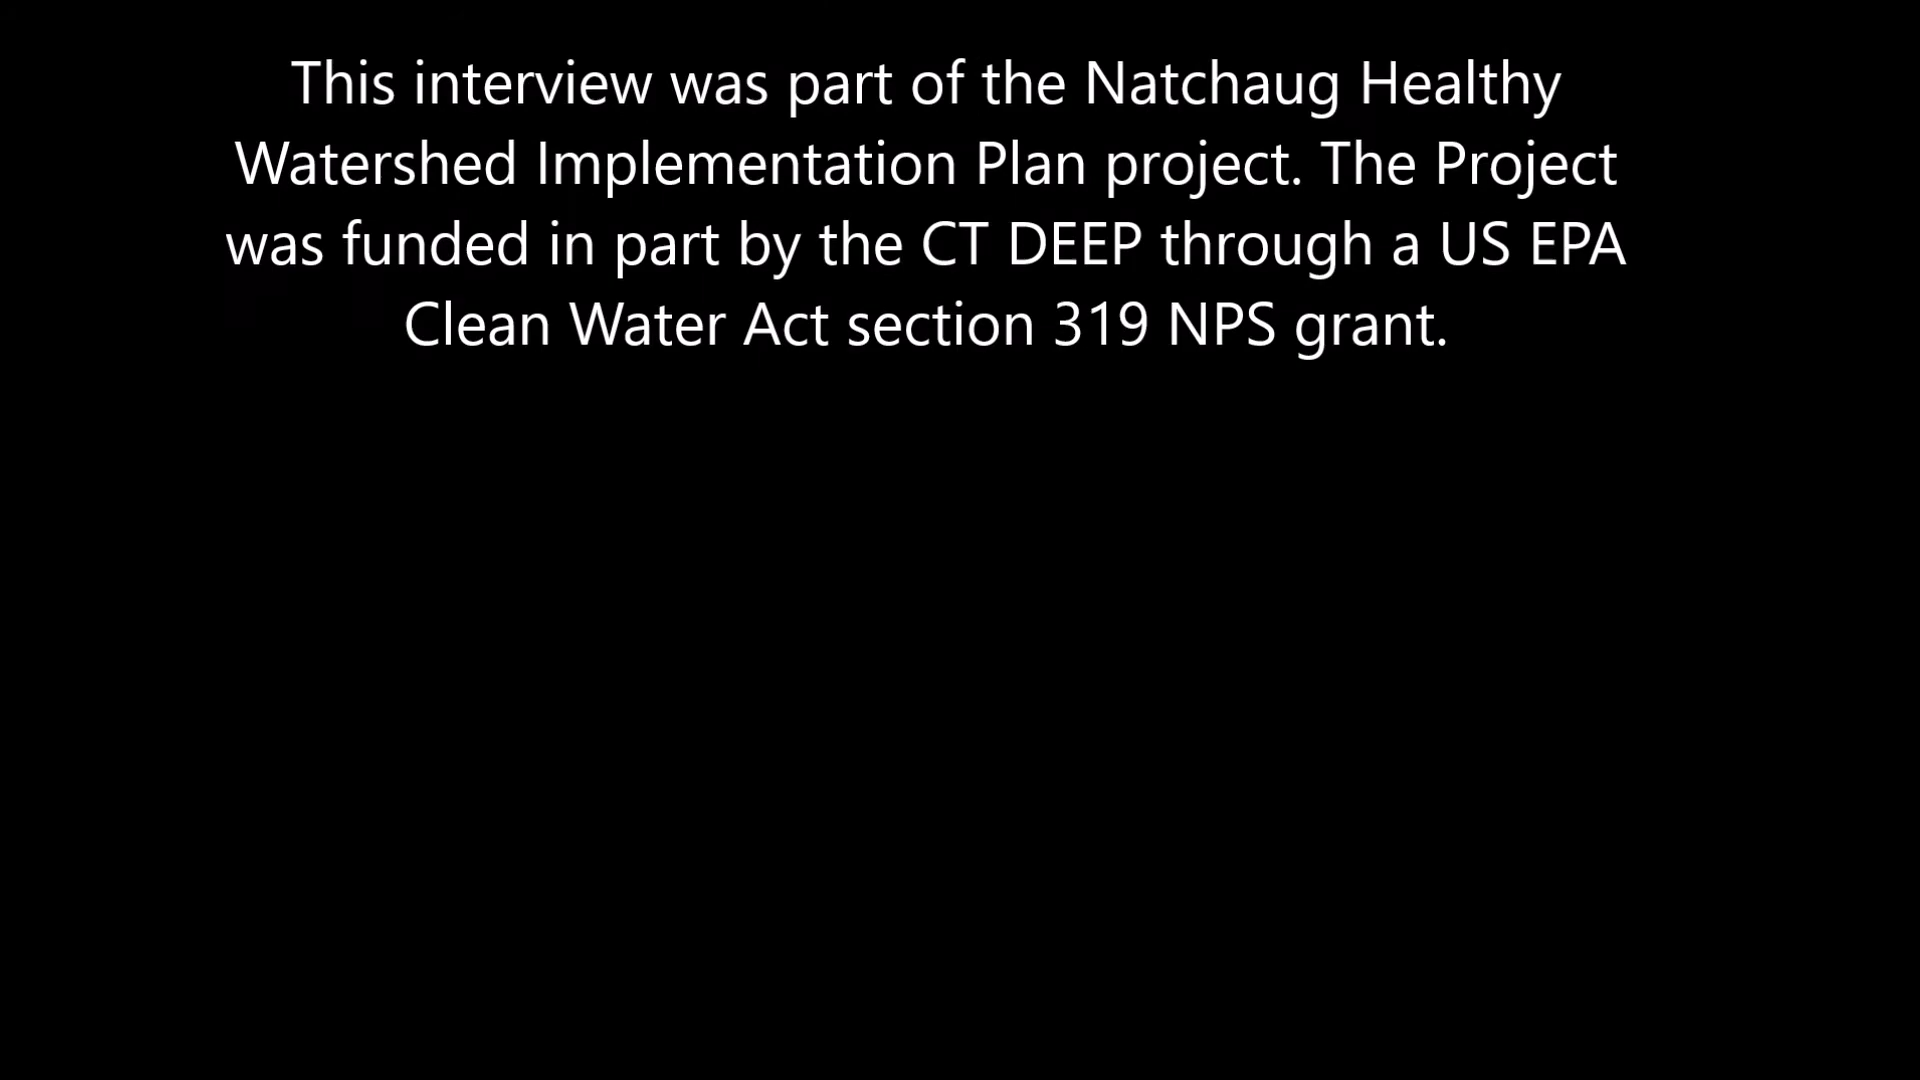 This interview was part of the Natchaug Healthy
Watershed Implementation Plan project. The Project
was funded in part by the CT DEEP through a US EPA
Clean Water Act section 319 NPS grant.